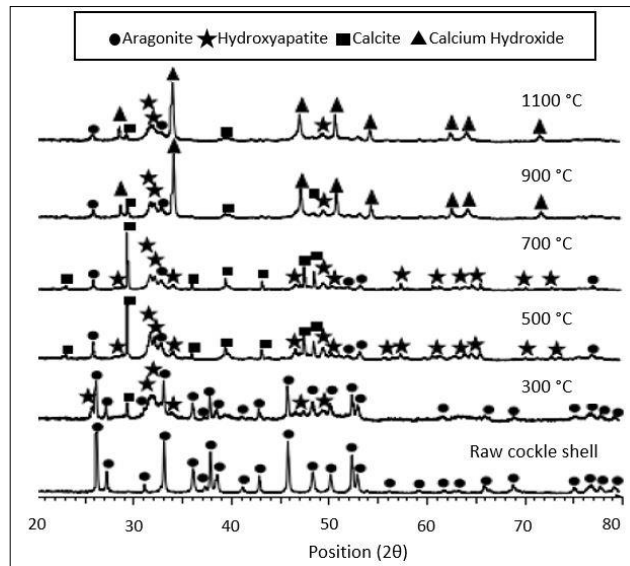 Aragonite Hydroxyapatite Calcite Calcium Hydroxide
1100 °C
900 °C
700 °C
500 °C
300 °C
Raw cockle shell
20 30 40 50 60 70 80
Position (2θ)